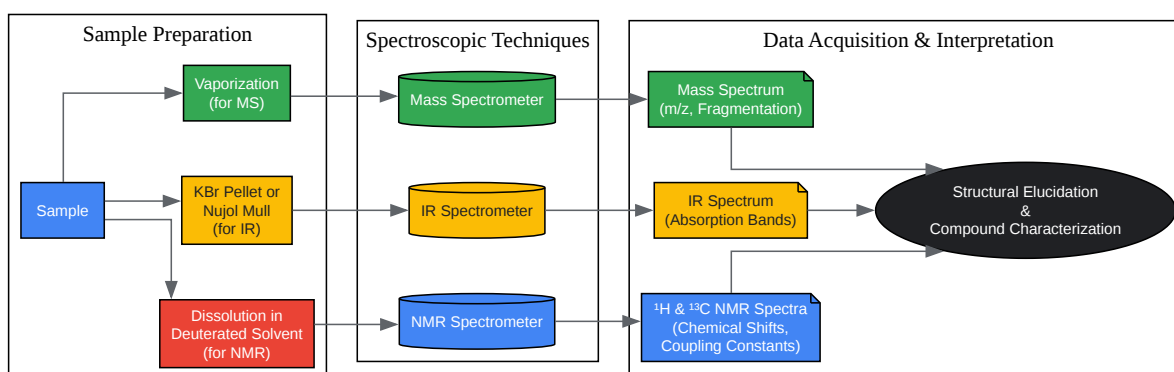 Sample Preparation
Spectroscopic Techniques
Data Acquisition & Interpretation
Sample
Vaporization
(for MS)
KBr Pellet or
Nujol Mull
(for IR)
Dissolution in
Deuterated Solvent
(for NMR)
Mass Spectrometer
IR Spectrometer
NMR Spectrometer
Mass Spectrum
(m/z, Fragmentation)
IR Spectrum
(Absorption Bands)
¹H & ¹³C NMR Spectra
(Chemical Shifts,
Coupling Constants)
Structural Elucidation
&
Compound Characterization